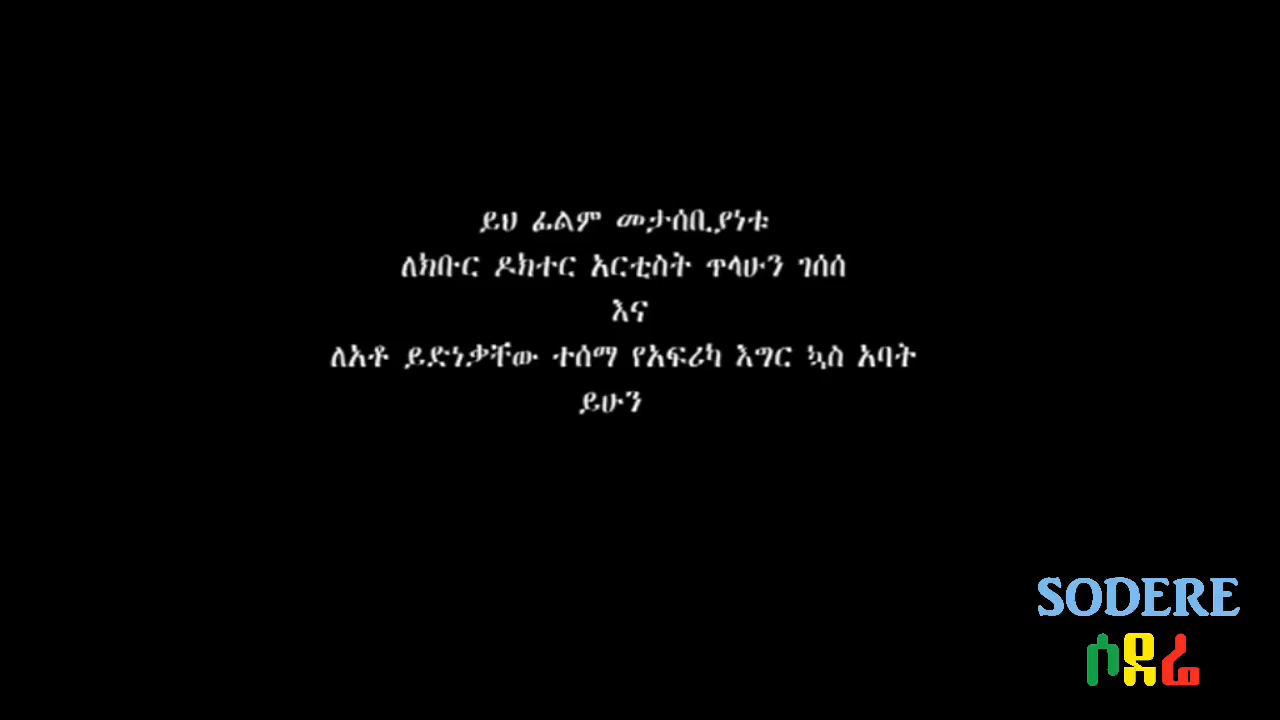 ይህ ፊልም መታሰቢያነቱ
ለክቡር ዶክተር አርቲስት ጥላሁን ገሰሰ
እና
ለአቶ ይድነቃቸው ተሰማ የአፍሪካ እግር ኳስ አባት
ይሁን
SODERE
ሶደሬ